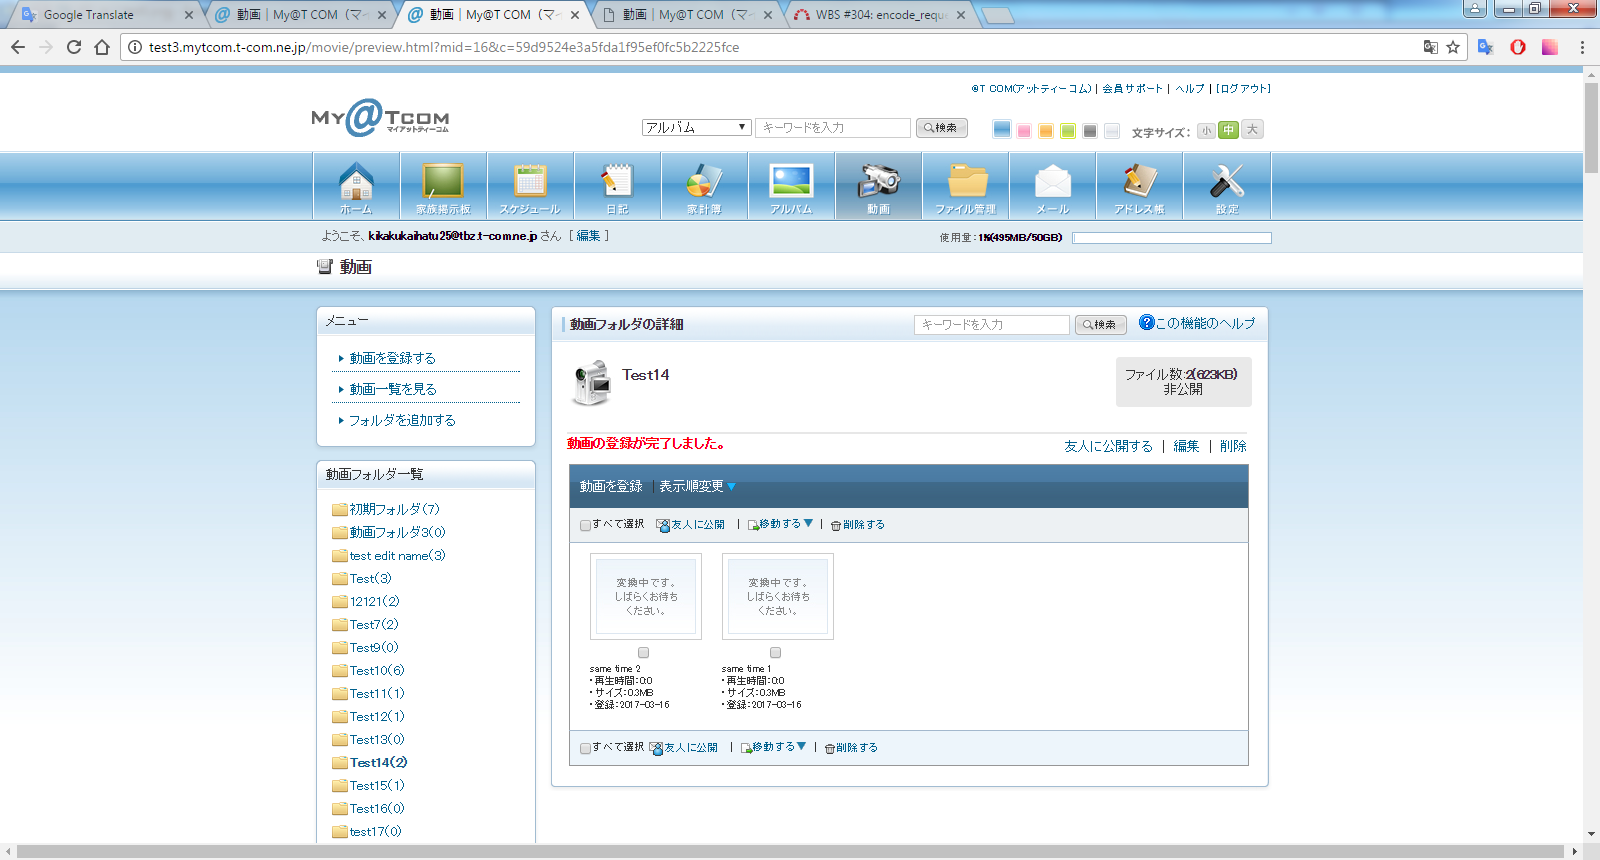 Google Translate
動画｜My@T COM（マー
動画｜My@T COM（マー
動画｜My@T COM（マー
WBS #304: encode_requ
test3.mytcom.t-com.ne.jp/movie/preview.html?mid=16&c=59d9524e3a5fda1f95ef0fc5b2225fce
@T COM(アットティーコム) | 会員サポート | ヘルプ | [ログアウト]
My@Tcom
マイアットティーコム
アルバム キーワードを入力 検索 文字サイズ： 小 中 大
ホーム 家族掲示板 スケジュール 日記 家計簿 アルバム 動画 ファイル管理 メール アドレス帳 設定
ようこそ、kikakukaihatu25@tbz.t-com.ne.jp さん [ 編集 ]
使用量：1%(495MB/50GB)
動画
メニュー
動画を登録する
動画一覧を見る
フォルダを追加する
動画フォルダ一覧
初期フォルダ(7)
動画フォルダ3(0)
test edit name(3)
Test(3)
12121(2)
Test7(2)
Test9(0)
Test10(6)
Test11(1)
Test12(1)
Test13(0)
Test14(2)
Test15(1)
Test16(0)
test17(0)
動画フォルダの詳細 キーワードを入力 検索 ?この機能のヘルプ
Test14
ファイル数:2(623KB)
非公開
動画の登録が完了しました。
友人に公開する | 編集 | 削除
動画を登録 | 表示順変更▼
すべて選択 友人に公開 | 移動する▼ | 削除する
変換中です。
しばらくお待ち
ください。
same time 2
・再生時間：0:0
・サイズ：0.3MB
・登録：2017-03-16
変換中です。
しばらくお待ち
ください。
same time 1
・再生時間：0:0
・サイズ：0.3MB
・登録：2017-03-16
すべて選択 友人に公開 | 移動する▼ | 削除する